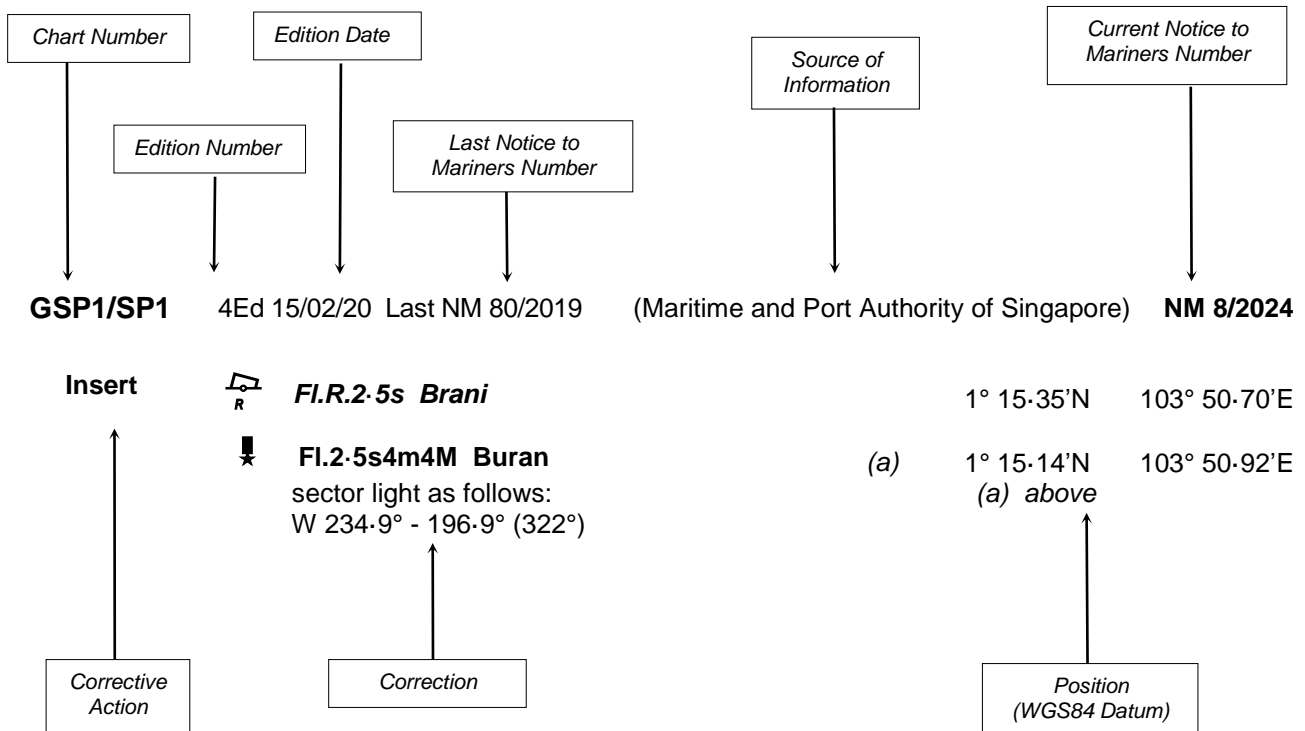 Chart Number
Edition Date
Current Notice to
Mariners Number
Source of
Information
Edition Number
Last Notice to
Mariners Number
GSP1/SP1 4Ed 15/02/20 Last NM 80/2019 (Maritime and Port Authority of Singapore) NM 8/2024
Insert R Fl.R.2·5s Brani 1° 15·35’N 103° 50·70’E
Fl.2·5s4m4M Buran (a) 1° 15·14’N 103° 50·92’E
sector light as follows: (a) above
W 234·9° - 196·9° (322°)
Corrective
Action
Correction
Position
(WGS84 Datum)